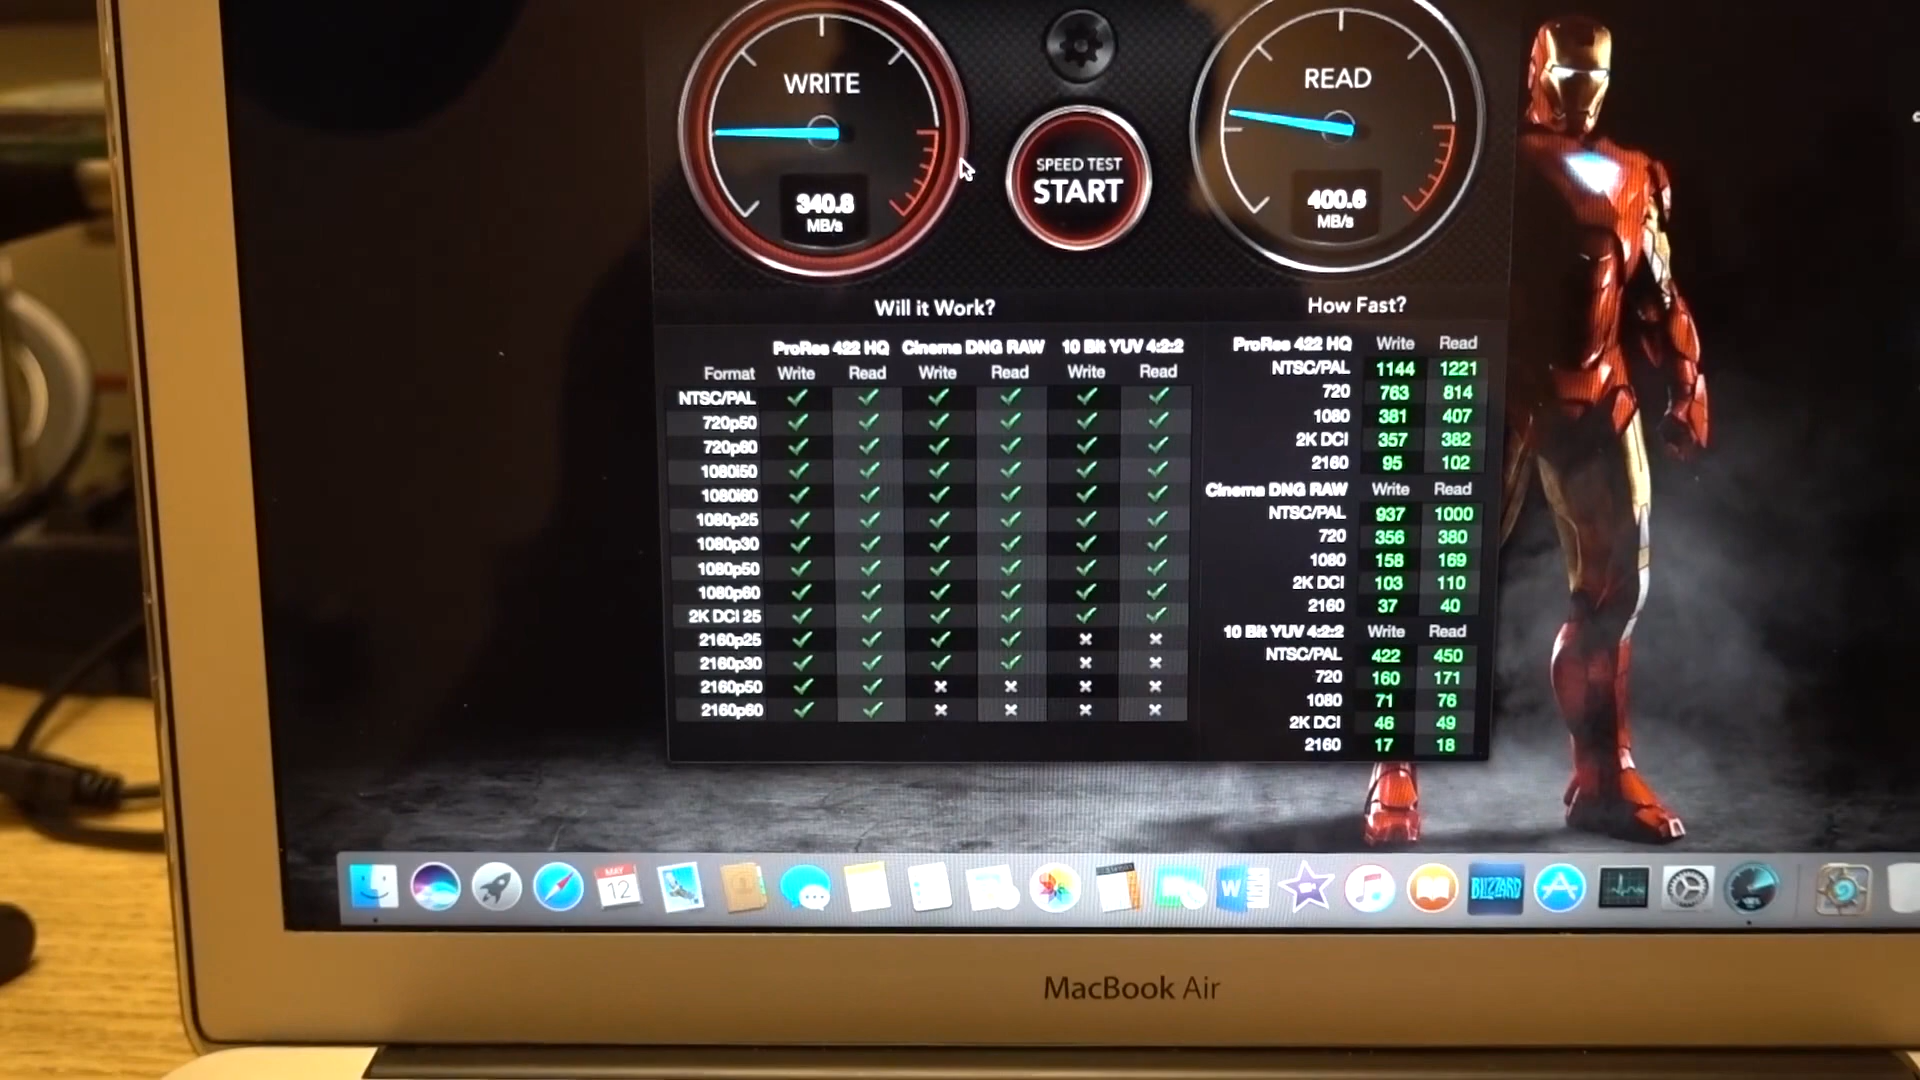 WRITE
340.8
MB/s
SPEED TEST
START
READ
400.6
MB/s
Will it Work?
ProRes 422 HQ Cinema DNG RAW 10 Bit YUV 4:2:2
Format Write Read Write Read Write Read
NTSC/PAL
720p50
720p60
1080i50
1080i60
1080p25
1080p30
1080p50
1080p60
2K DCI 25
2160p25
2160p30
2160p50
2160p60
How Fast?
ProRes 422 HQ Write Read
NTSC/PAL 1144 1221
720 763 814
1080 381 407
2K DCI 357 382
2160 95 102
Cinema DNG RAW Write Read
NTSC/PAL 937 1000
720 356 380
1080 158 169
2K DCI 103 110
2160 37 40
10 Bit YUV 4:2:2 Write Read
NTSC/PAL 422 450
720 160 171
1080 71 76
2K DCI 46 49
2160 17 18
MAY
12
W
BLIZZARD
MacBook Air